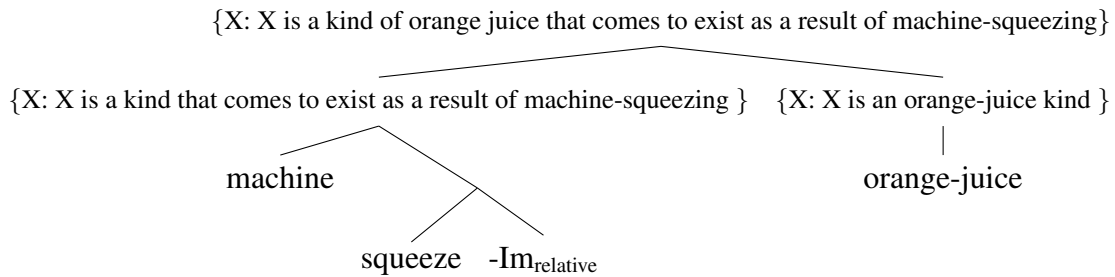 {X: X is a kind of orange juice that comes to exist as a result of machine-squeezing}
{X: X is a kind that comes to exist as a result of machine-squeezing } {X: X is an orange-juice kind }
machine orange-juice
squeeze -Im_relative